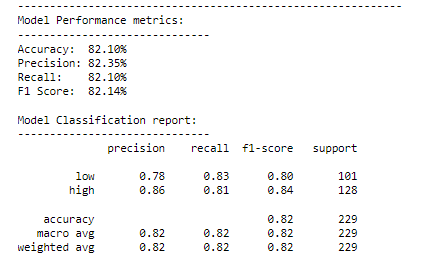 ------------------------------------------------------------
Model Performance metrics:
------------------------------
Accuracy: 82.10%
Precision: 82.35%
Recall: 82.10%
F1 Score: 82.14%
Model Classification report:
------------------------------
precision recall f1-score support
low 0.78 0.83 0.80 101
high 0.86 0.81 0.84 128
accuracy 0.82 229
macro avg 0.82 0.82 0.82 229
weighted avg 0.82 0.82 0.82 229